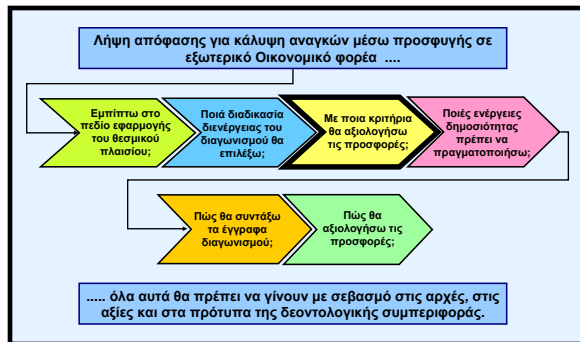 Λήψη απόφασης για κάλυψη αναγκών μέσω προσφυγής σε
εξωτερικό Οικονομικό φορέα ....
Εμπίπτω στο
πεδίο εφαρμογής
του θεσμικού
πλαισίου;
Ποιά διαδικασία
διενέργειας του
διαγωνισμού θα
επιλέξω;
Με ποια κριτήρια
θα αξιολογήσω
τις προσφορές;
Ποιές ενέργειες
δημοσιότητας
πρέπει να
πραγματοποιήσω;
Πώς θα συντάξω
τα έγγραφα
διαγωνισμού;
Πώς θα
αξιολογήσω τις
προσφορές;
..... όλα αυτά θα πρέπει να γίνουν με σεβασμό στις αρχές, στις
αξίες και στα πρότυπα της δεοντολογικής συμπεριφοράς.